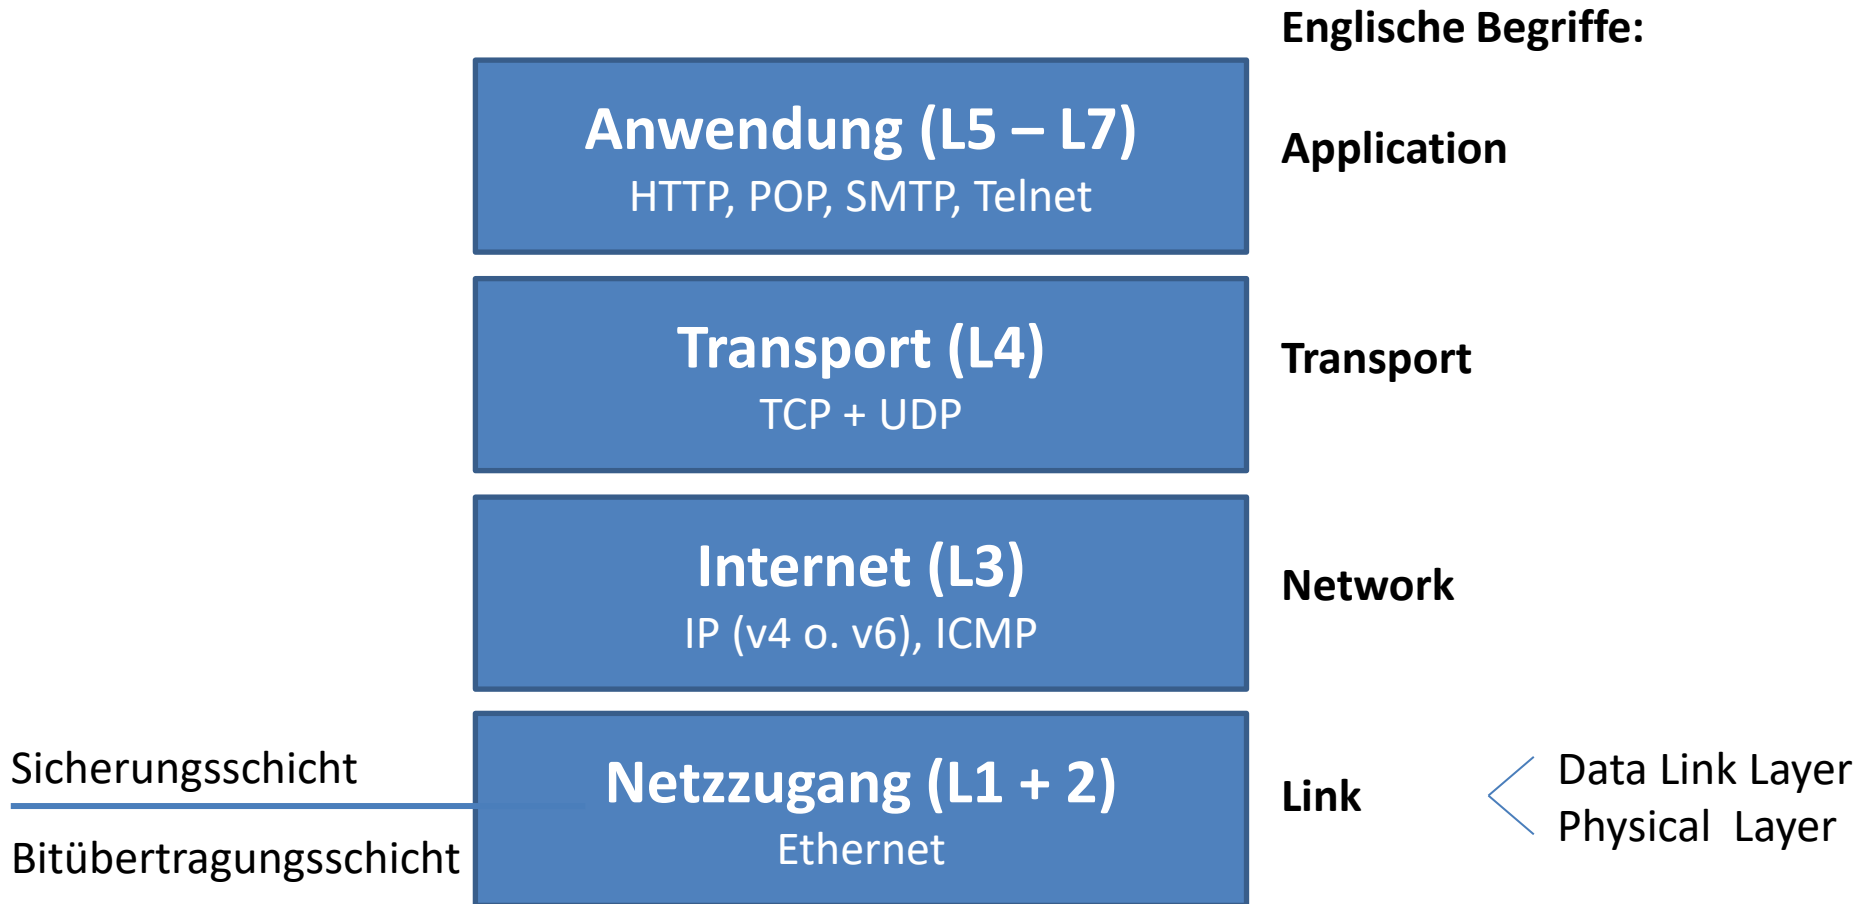 Englische Begriffe:
Anwendung (L5 – L7)
HTTP, POP, SMTP, Telnet
Application
Transport (L4)
TCP + UDP
Transport
Internet (L3)
IP (v4 o. v6), ICMP
Network
Sicherungsschicht
Bitübertragungsschicht
Netzzugang (L1 + 2)
Ethernet
Link
Data Link Layer
Physical Layer